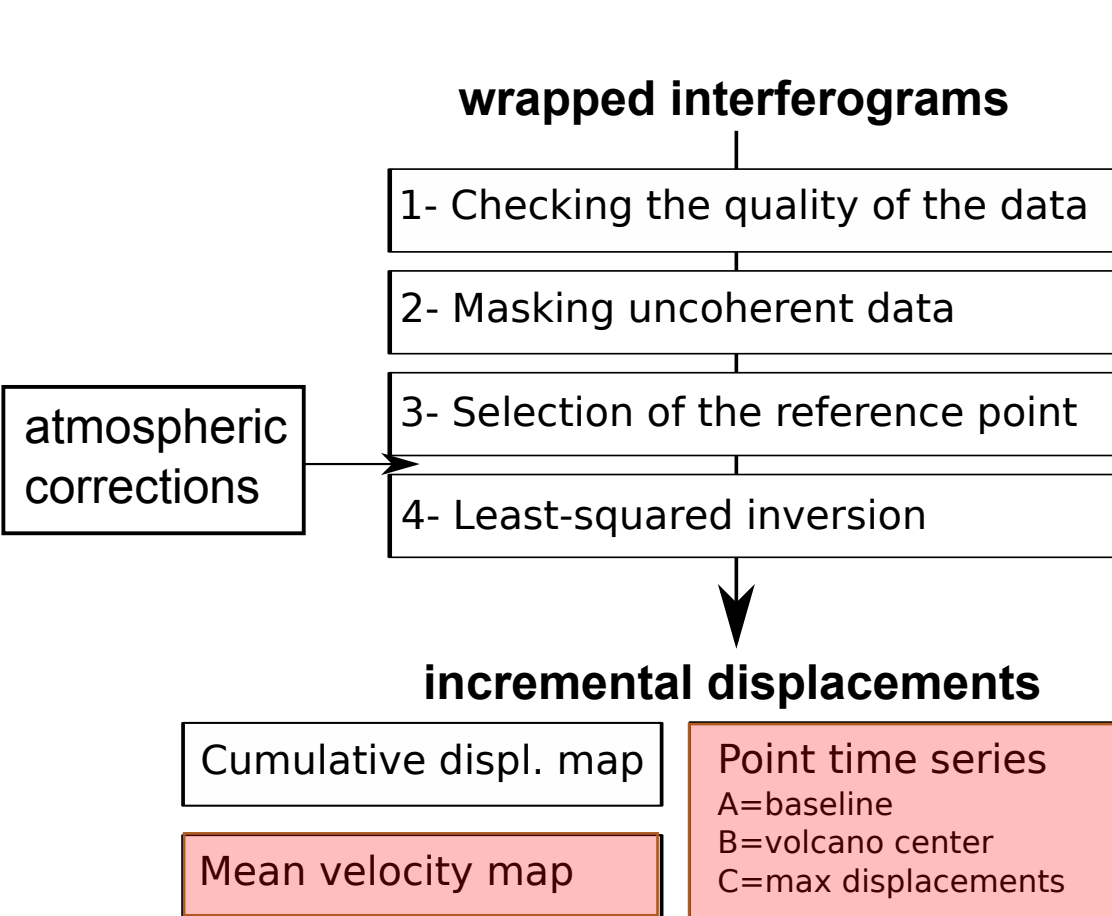 wrapped interferograms
1- Checking the quality of the data
2- Masking uncoherent data
3- Selection of the reference point
atmospheric
corrections
4- Least-squared inversion
incremental displacements
Cumulative displ. map
Point time series
A=baseline
B=volcano center
C=max displacements
Mean velocity map